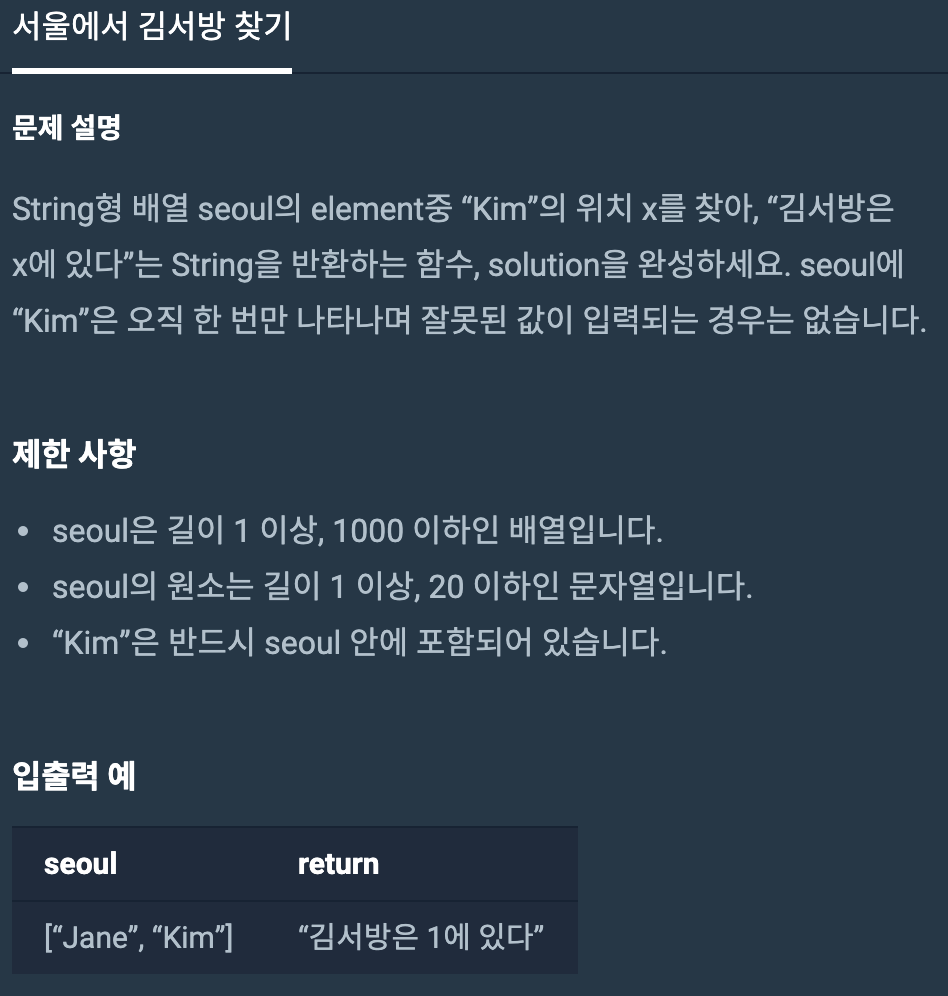 서울에서 김서방 찾기
문제 설명
String형 배열 seoul의 element중 “Kim”의 위치 x를 찾아, “김서방은
x에 있다”는 String을 반환하는 함수, solution을 완성하세요. seoul에
“Kim”은 오직 한 번만 나타나며 잘못된 값이 입력되는 경우는 없습니다.
제한 사항
• seoul은 길이 1 이상, 1000 이하인 배열입니다.
• seoul의 원소는 길이 1 이상, 20 이하인 문자열입니다.
• “Kim”은 반드시 seoul 안에 포함되어 있습니다.
입출력 예
seoul return
[“Jane”, “Kim”] “김서방은 1에 있다”